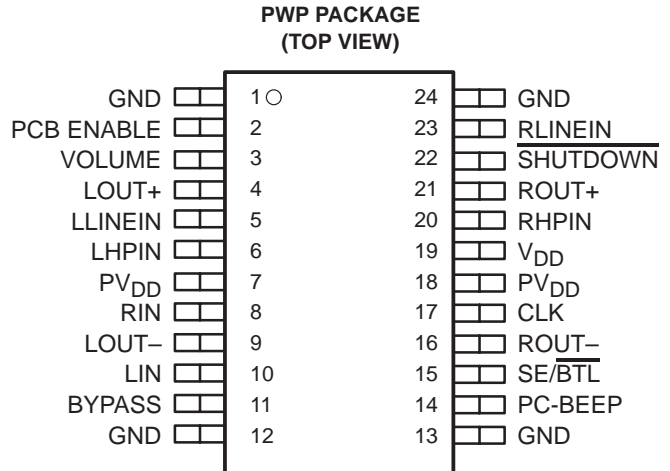 PWP PACKAGE
(TOP VIEW)
GND 1 24 GND
PCB ENABLE 2 23 RLINEIN
VOLUME 3 22 SHUTDOWN
LOUT+ 4 21 ROUT+
LLINEIN 5 20 RHPIN
LHPIN 6 19 VDD
PVDD 7 18 PVDD
RIN 8 17 CLK
LOUT– 9 16 ROUT–
LIN 10 15 SE/BTL
BYPASS 11 14 PC-BEEP
GND 12 13 GND